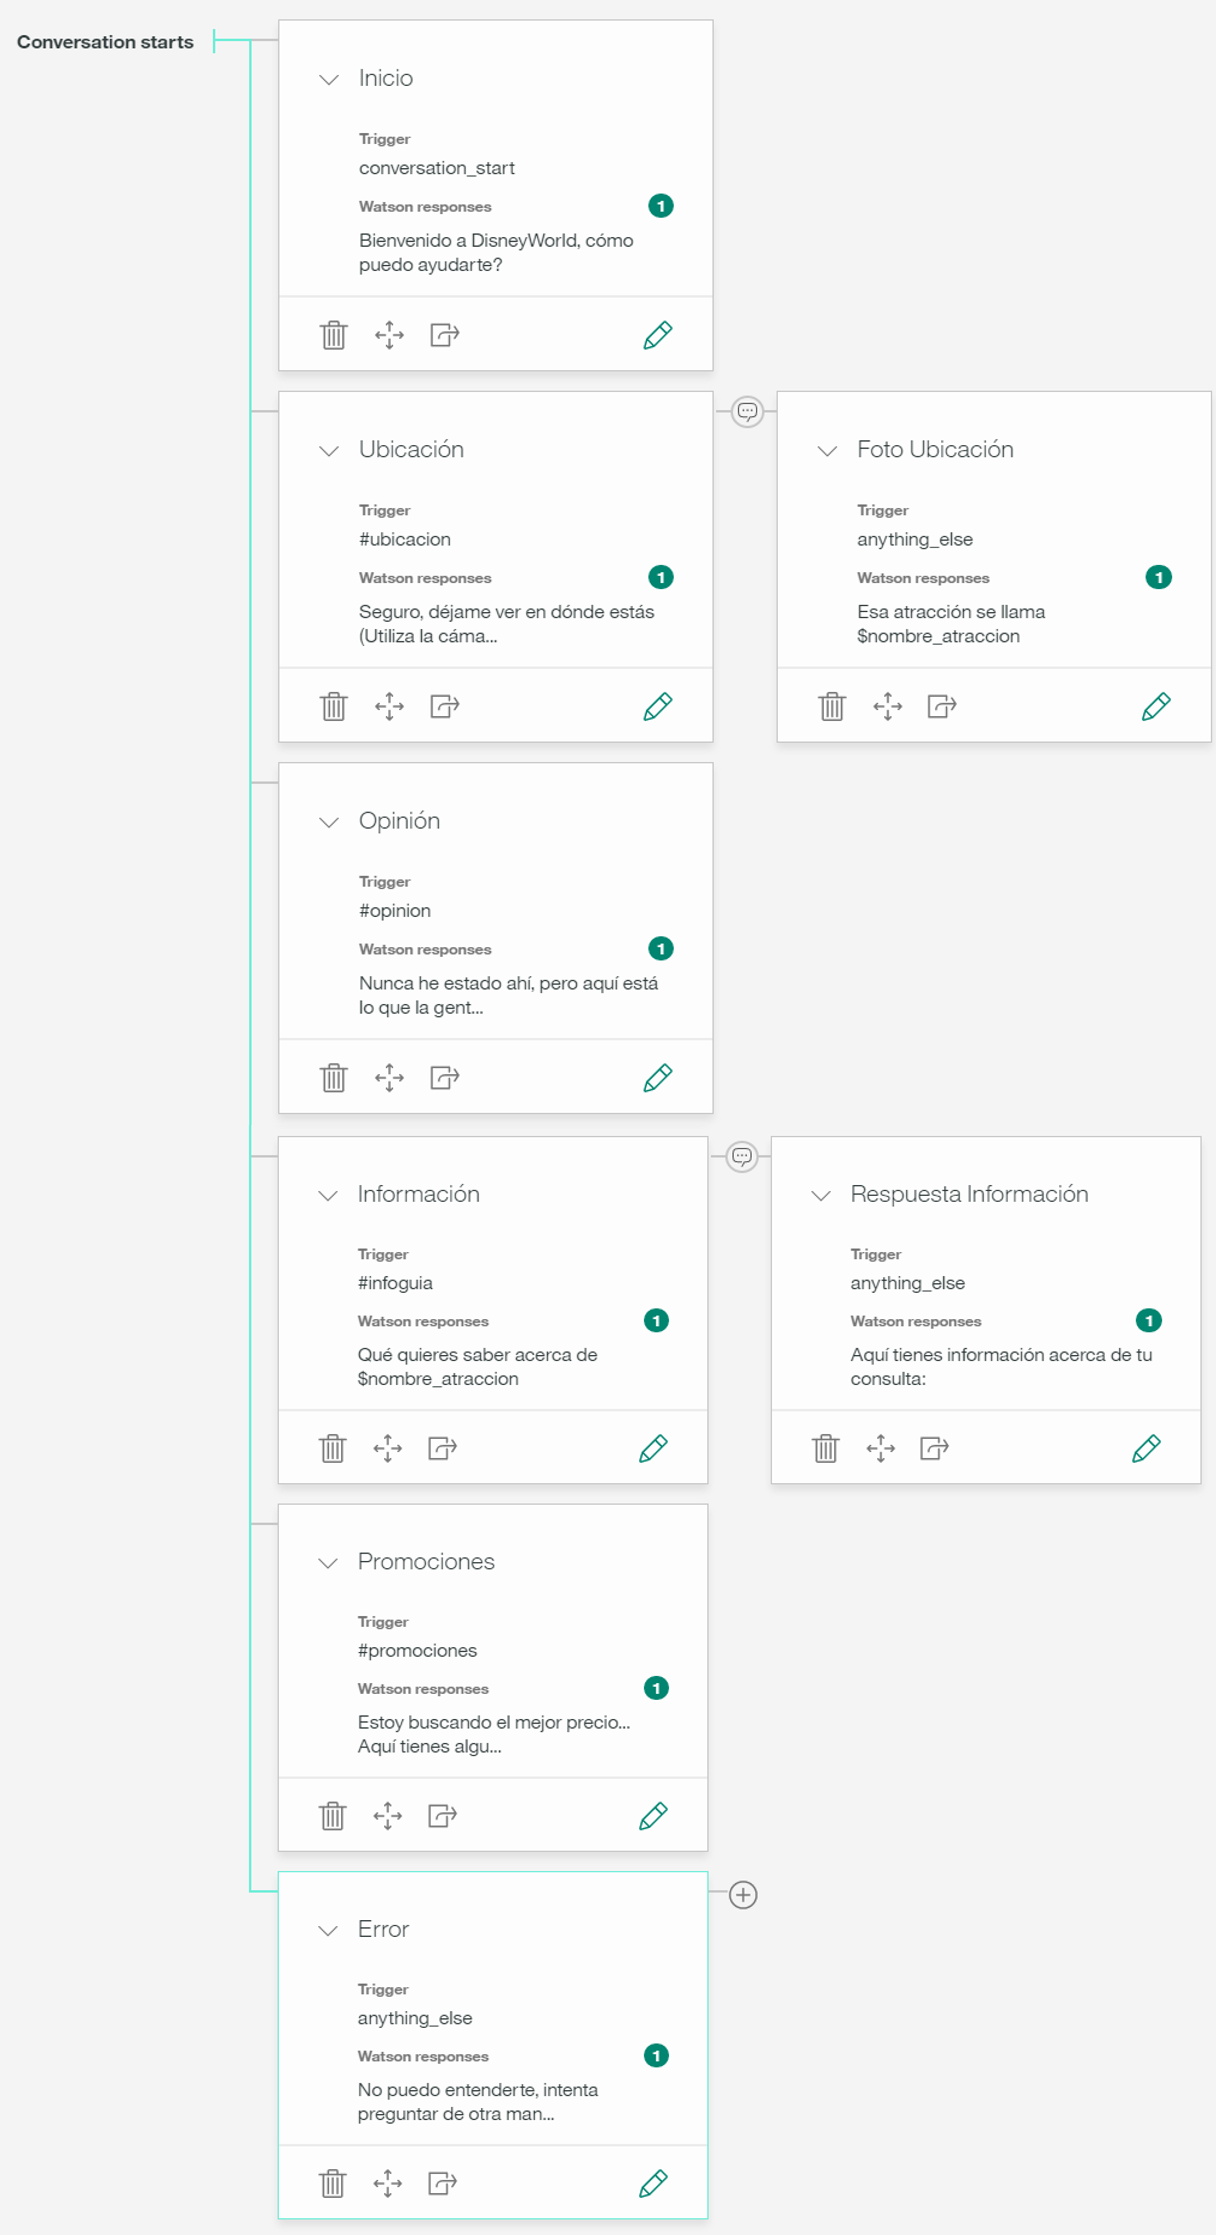 Conversation starts
Inicio
Trigger
conversation_start
Watson responses
1
Bienvenido a DisneyWorld, cómo
puedo ayudarte?
Ubicación
Trigger
#ubicacion
Watson responses
1
Seguro, déjame ver en dónde estás
(Utiliza la cáma...
Foto Ubicación
Trigger
anything_else
Watson responses
1
Esa atracción se llama
$nombre_atraccion
Opinión
Trigger
#opinion
Watson responses
1
Nunca he estado ahí, pero aquí está
lo que la gent...
Información
Trigger
#infoguia
Watson responses
1
Qué quieres saber acerca de
$nombre_atraccion
Respuesta Información
Trigger
anything_else
Watson responses
1
Aquí tienes información acerca de tu
consulta:
Promociones
Trigger
#promociones
Watson responses
1
Estoy buscando el mejor precio...
Aquí tienes algu...
Error
Trigger
anything_else
Watson responses
1
No puedo entenderte, intenta
preguntar de otra man...